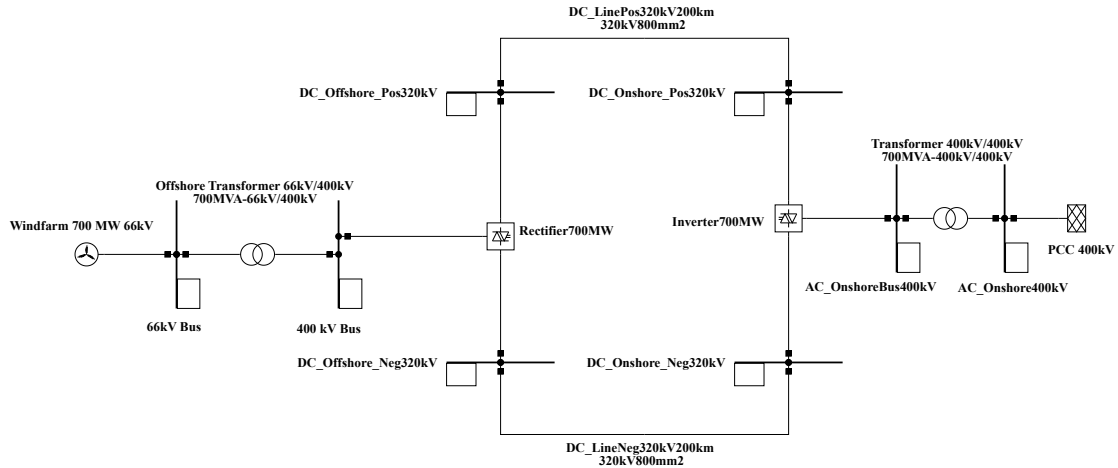 DC_LinePos320kV200km
320kV800mm2
DC_Offshore_Pos320kV
DC_Onshore_Pos320kV
Transformer 400kV/400kV
700MVA-400kV/400kV
Offshore Transformer 66kV/400kV
700MVA-66kV/400kV
Windfarm 700 MW 66kV
Rectifier700MW
Inverter700MW
PCC 400kV
AC_OnshoreBus400kV
AC_Onshore400kV
66kV Bus
400 kV Bus
DC_Offshore_Neg320kV
DC_Onshore_Neg320kV
DC_LineNeg320kV200km
320kV800mm2